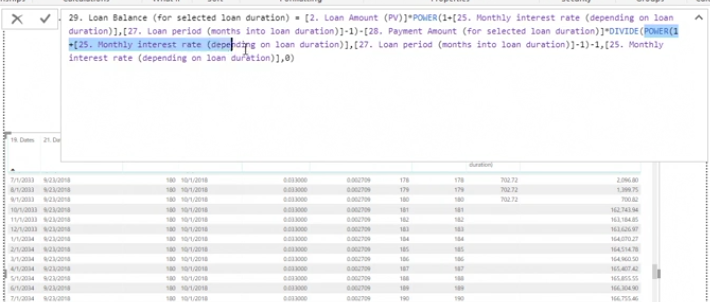 29. Loan Balance (for selected loan duration) = [2. Loan Amount (PV)]*POWER(1+[25. Monthly interest rate (depending on loan
duration)],[27. Loan period (months into loan duration)]-1)-[28. Payment Amount (for selected loan duration)]*DIVIDE(POWER(1
+[25. Monthly interest rate (depending on loan duration)],[27. Loan period (months into loan duration)]-1)-1,[25. Monthly
interest rate (depending on loan duration)],0)
19. Dates 21. Da
duration)
7/1/2033 9/23/2018 180 10/1/2018 0.033000 0.002709 178 178 702.72 2,096.80
8/1/2033 9/23/2018 180 10/1/2018 0.033000 0.002709 179 179 702.72 1,399.75
9/1/2033 9/23/2018 180 10/1/2018 0.033000 0.002709 180 180 702.72 700.82
10/1/2033 9/23/2018 180 10/1/2018 0.033000 0.002709 181 181 162,743.94
11/1/2033 9/23/2018 180 10/1/2018 0.033000 0.002709 182 182 163,184.85
12/1/2033 9/23/2018 180 10/1/2018 0.033000 0.002709 183 183 163,626.97
1/1/2034 9/23/2018 180 10/1/2018 0.033000 0.002709 184 184 164,070.27
2/1/2034 9/23/2018 180 10/1/2018 0.033000 0.002709 185 185 164,514.78
3/1/2034 9/23/2018 180 10/1/2018 0.033000 0.002709 186 186 164,960.50
4/1/2034 9/23/2018 180 10/1/2018 0.033000 0.002709 187 187 165,407.42
5/1/2034 9/23/2018 180 10/1/2018 0.033000 0.002709 188 188 165,855.55
6/1/2034 9/23/2018 180 10/1/2018 0.033000 0.002709 189 189 166,304.90
7/1/2034 9/23/2018 180 10/1/2018 0.033000 0.002709 190 190 166,755.46